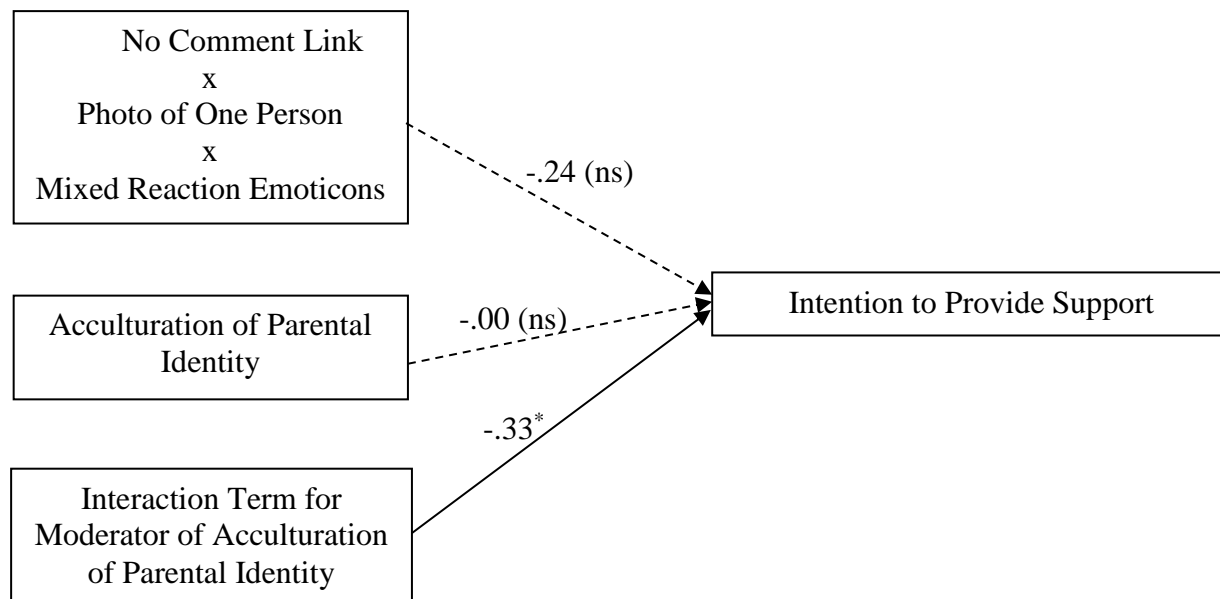 No Comment Link
x
Photo of One Person
x
Mixed Reaction Emoticons
-.24 (ns)
Acculturation of Parental
Identity
-.00 (ns)
Intention to Provide Support
-.33*
Interaction Term for
Moderator of Acculturation
of Parental Identity